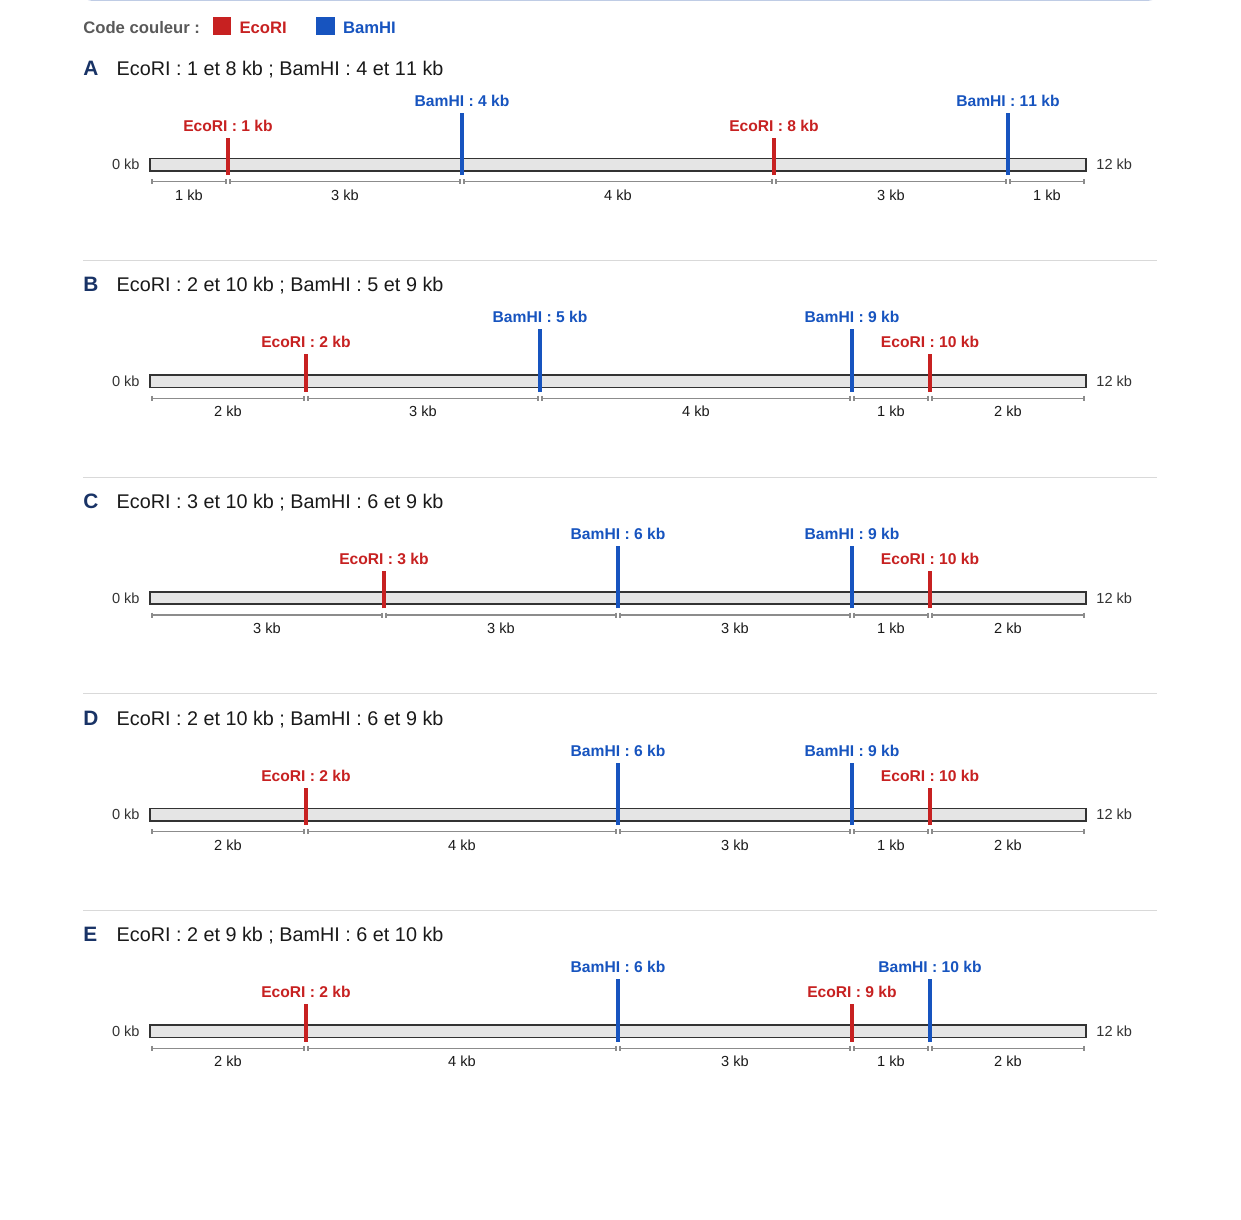 Code couleur : EcoRI BamHI
A EcoRI : 1 et 8 kb ; BamHI : 4 et 11 kb
BamHI : 4 kb BamHI : 11 kb
EcoRI : 1 kb EcoRI : 8 kb
0 kb 12 kb
1 kb 3 kb 4 kb 3 kb 1 kb
B EcoRI : 2 et 10 kb ; BamHI : 5 et 9 kb
BamHI : 5 kb BamHI : 9 kb
EcoRI : 2 kb EcoRI : 10 kb
0 kb 12 kb
2 kb 3 kb 4 kb 1 kb 2 kb
C EcoRI : 3 et 10 kb ; BamHI : 6 et 9 kb
BamHI : 6 kb BamHI : 9 kb
EcoRI : 3 kb EcoRI : 10 kb
0 kb 12 kb
3 kb 3 kb 3 kb 1 kb 2 kb
D EcoRI : 2 et 10 kb ; BamHI : 6 et 9 kb
BamHI : 6 kb BamHI : 9 kb
EcoRI : 2 kb EcoRI : 10 kb
0 kb 12 kb
2 kb 4 kb 3 kb 1 kb 2 kb
E EcoRI : 2 et 9 kb ; BamHI : 6 et 10 kb
BamHI : 6 kb BamHI : 10 kb
EcoRI : 2 kb EcoRI : 9 kb
0 kb 12 kb
2 kb 4 kb 3 kb 1 kb 2 kb